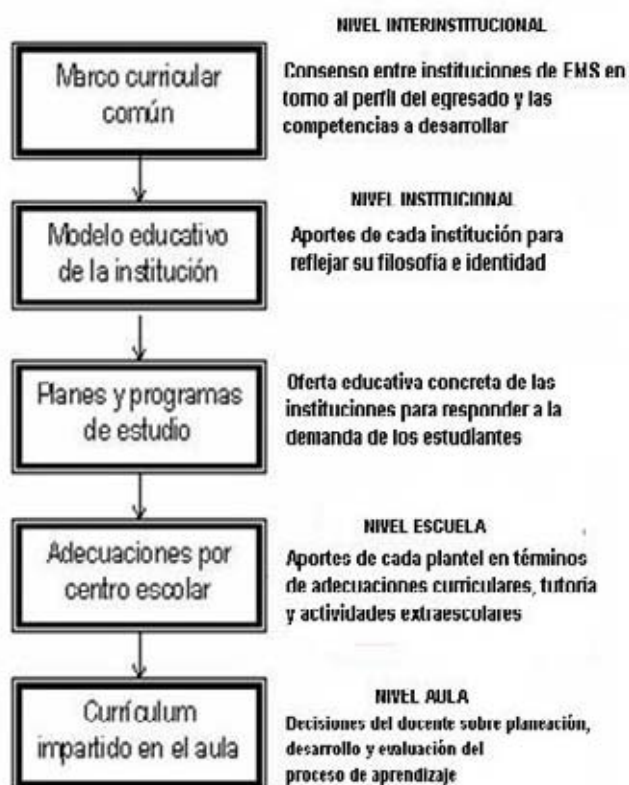 NIVEL INTERINSTITUCIONAL
Marco curricular
común
Consenso entre instituciones de EMS en
torno al perfil del egresado y las
competencias a desarrollar
NIVEL INSTITUCIONAL
Modelo educativo
de la institución
Aportes de cada institución para
reflejar su filosofía e identidad
Planes y programas
de estudio
Oferta educativa concreta de las
instituciones para responder a la
demanda de los estudiantes
NIVEL ESCUELA
Adecuaciones por
centro escolar
Aportes de cada plantel en términos
de adecuaciones curriculares, tutoría
y actividades extraescolares
NIVEL AULA
Currículum
impartido en el aula
Decisiones del docente sobre planeación,
desarrollo y evaluación del
proceso de aprendizaje